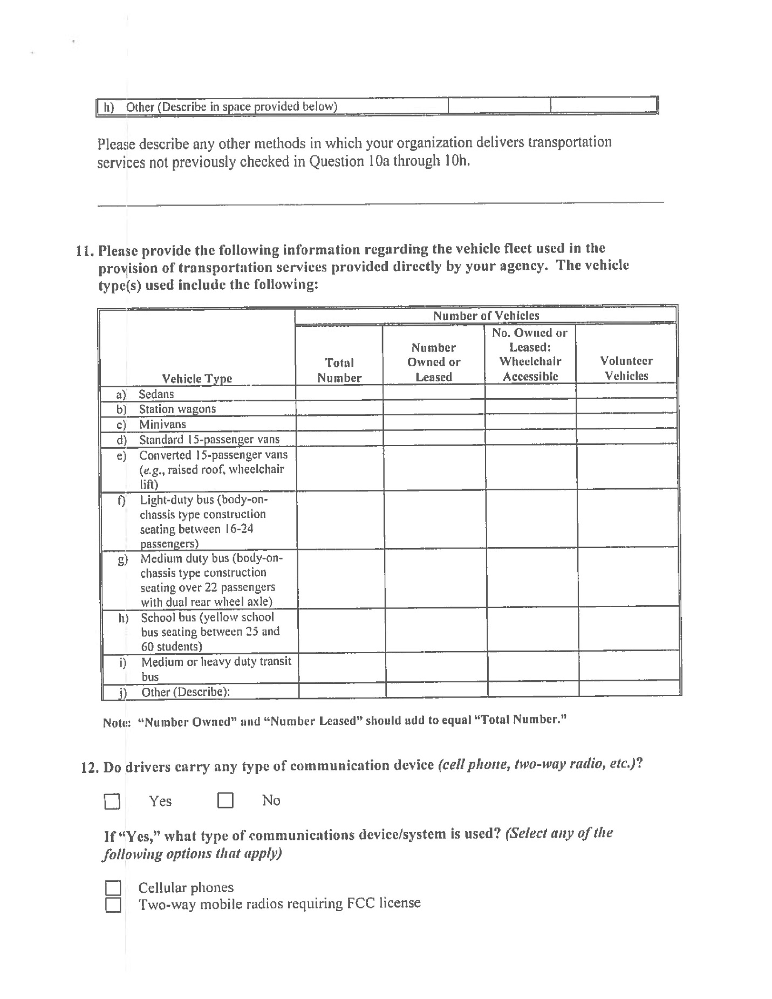 h) Other (Describe in space provided below)
Please describe any other methods in which your organization delivers transportation
services not previously checked in Question 10a through 10h.
11. Please provide the following information regarding the vehicle fleet used in the
provision of transportation services provided directly by your agency. The vehicle
type(s) used include the following:
Number of Vehicles
Vehicle Type
Total
Number
Number
Owned or
Leased
No. Owned or
Leased:
Wheelchair
Accessible
Volunteer
Vehicles
a) Sedans
b) Station wagons
c) Minivans
d) Standard 15-passenger vans
e) Converted 15-passenger vans
(e.g., raised roof, wheelchair
lift)
f) Light-duty bus (body-on-
chassis type construction
seating between 16-24
passengers)
g) Medium duty bus (body-on-
chassis type construction
seating over 22 passengers
with dual rear wheel axle)
h) School bus (yellow school
bus seating between 25 and
60 students)
i) Medium or heavy duty transit
bus
j) Other (Describe):
Note: “Number Owned” and “Number Leased” should add to equal “Total Number.”
12. Do drivers carry any type of communication device (cell phone, two-way radio, etc.)?
Yes No
If “Yes,” what type of communications device/system is used? (Select any of the
following options that apply)
Cellular phones
Two-way mobile radios requiring FCC license